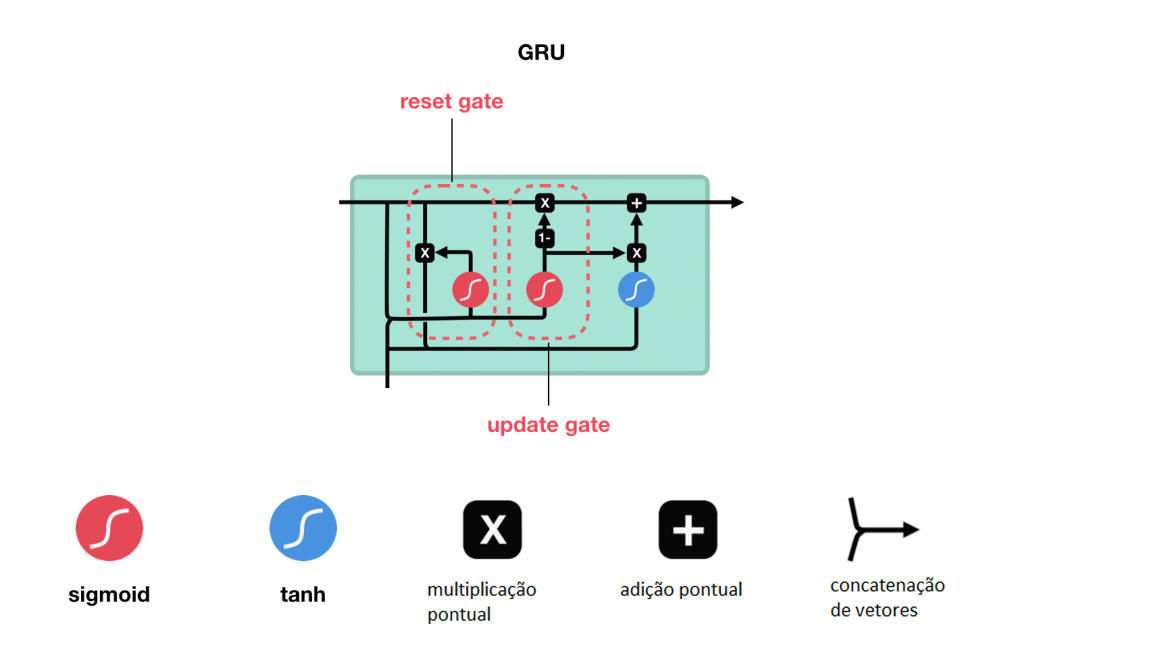 GRU
reset gate
X
+
1-
X
X
update gate
X
+
sigmoid
tanh
multiplicação
pontual
adição pontual
concatenação
de vetores